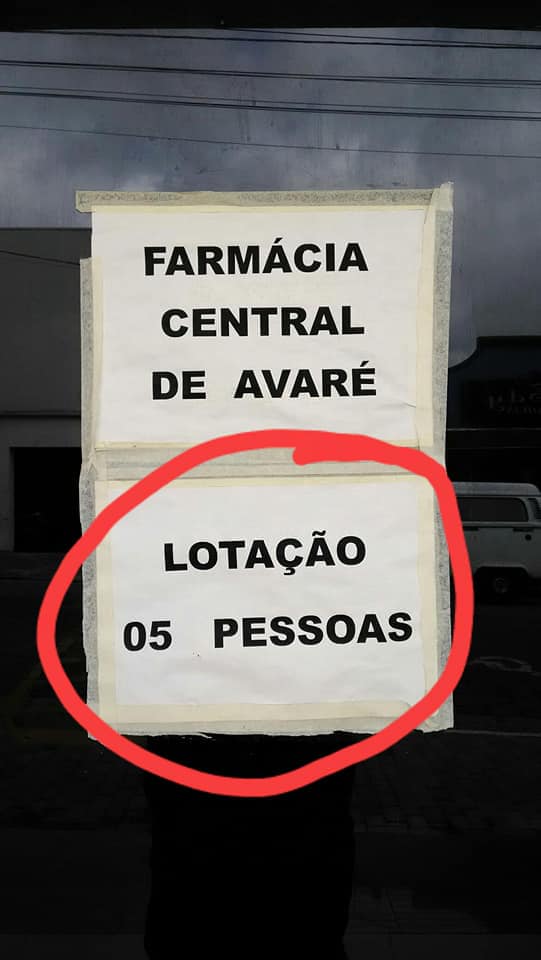 FARMÁCIA
CENTRAL
DE AVARÉ
LOTAÇÃO
05 PESSOAS